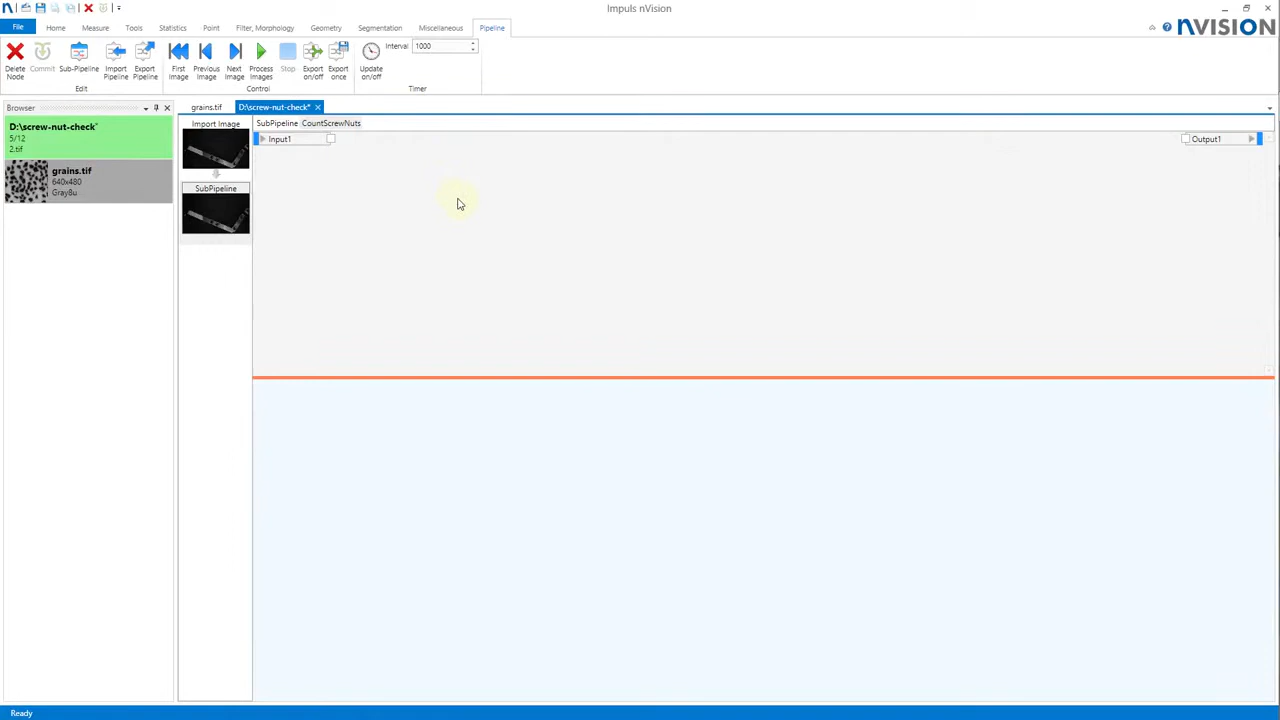 Impuls nVision
File Home Measure Tools Statistics Point Filter, Morphology Geometry Segmentation Miscellaneous Pipeline
nVISION
Delete Node
Commit
Sub-Pipeline
Import Pipeline
Export Pipeline
First Image
Previous Image
Next Image
Process Images
Stop
Export on/off
Export once
Update on/off
Interval 1000
Edit
Control
Timer
Browser
grains.tif
D:\screw-nut-check*
D:\screw-nut-check*
5/12
2.tif
grains.tif
640x480
Gray8u
Import Image
SubPipeline
SubPipeline CountScrewNuts
Input1
Output1
Ready